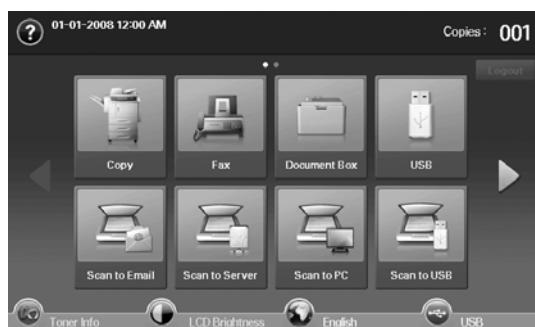 ? 01-01-2008 12:00 AM Copies : 001
Logout
Copy Fax Document Box USB
Scan to Email Scan to Server Scan to PC Scan to USB
Toner Info LCD Brightness English USB